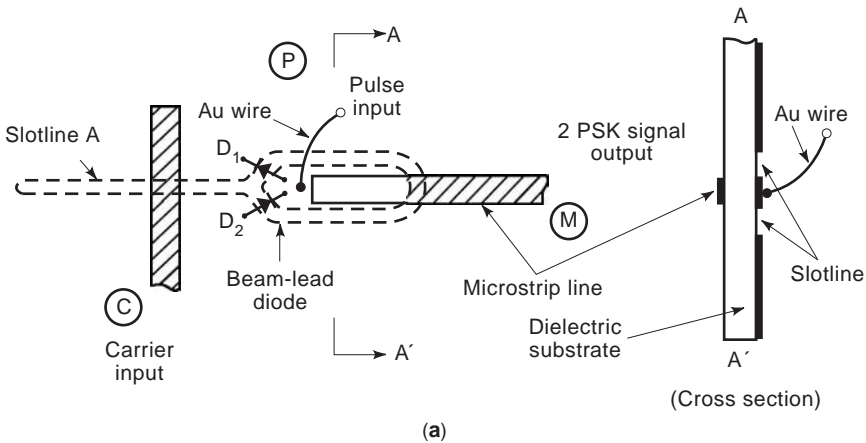 A
P
Pulse
input
Au wire
Slotline A
D1
D2
C
Carrier
input
Beam-lead
diode
A´
2 PSK signal
output
M
Microstrip line
A
Au wire
Slotline
Dielectric
substrate
A´
(Cross section)
(a)